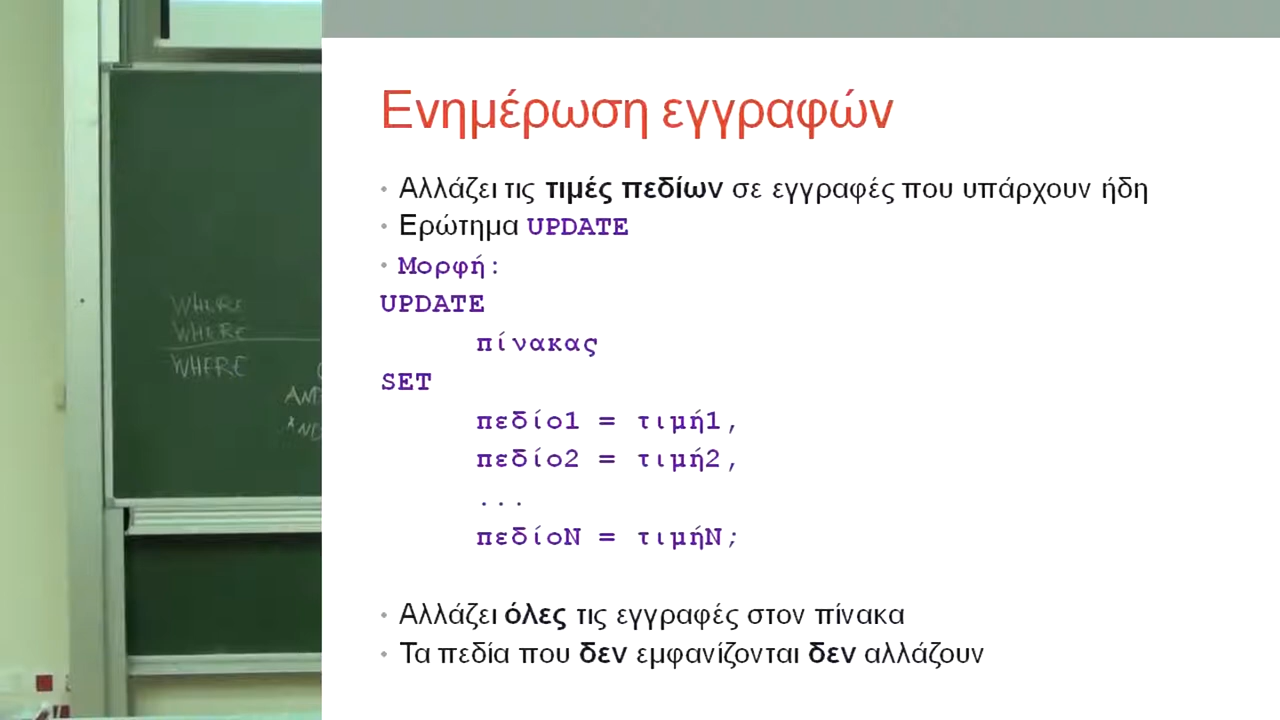 WHERE
WHERE
WHERE
Ενημέρωση εγγραφών
• Αλλάζει τις τιμές πεδίων σε εγγραφές που υπάρχουν ήδη
• Ερώτημα UPDATE
• Μορφή:
UPDATE
πίνακας
SET
πεδίο1 = τιμή1,
πεδίο2 = τιμή2,
...
πεδίοN = τιμήN;
• Αλλάζει όλες τις εγγραφές στον πίνακα
• Τα πεδία που δεν εμφανίζονται δεν αλλάζουν